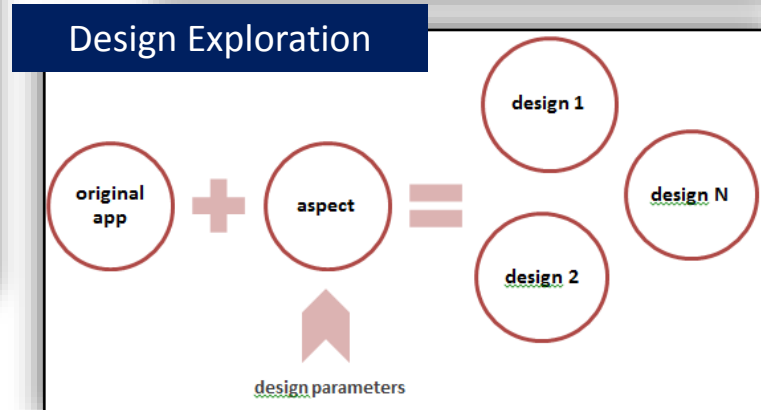 Design Exploration
original
app
aspect
design 1
design N
design 2
design parameters